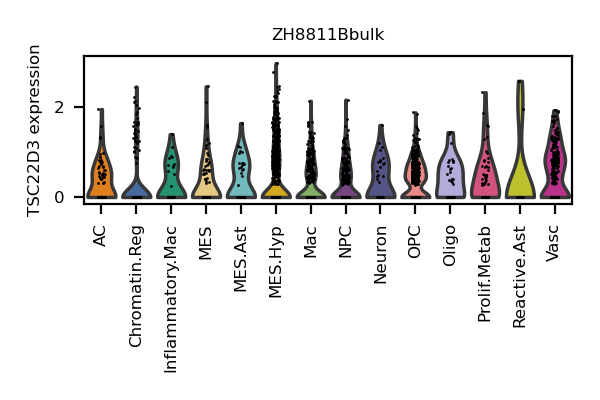 ZH8811Bbulk
TSC22D3 expression
2
0
AC
Chromatin.Reg
Inflammatory.Mac
MES
MES.Ast
MES.Hyp
Mac
NPC
Neuron
OPC
Oligo
Prolif.Metab
Reactive.Ast
Vasc